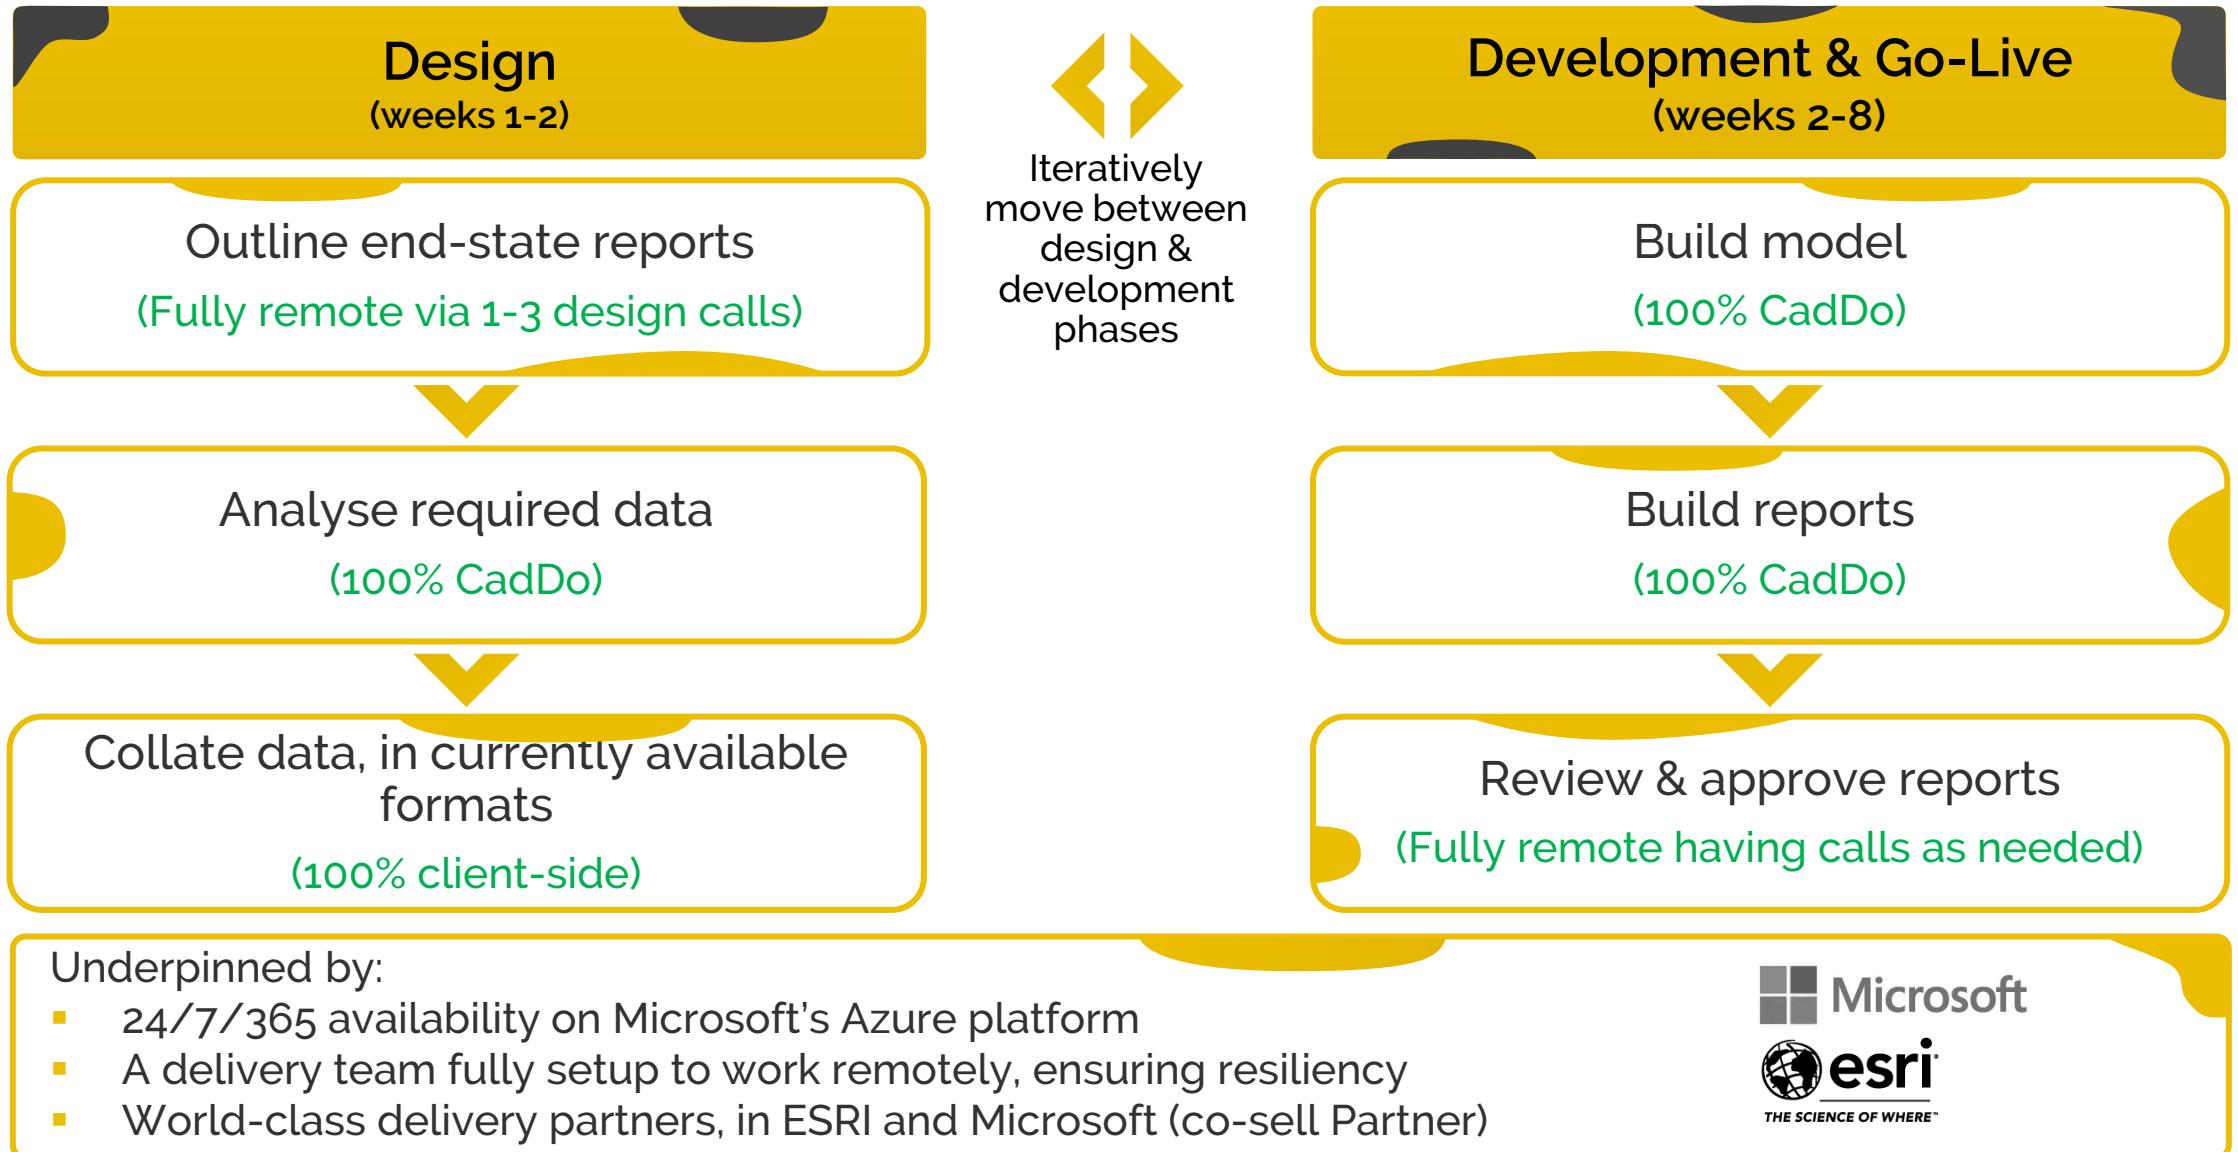 Design
(weeks 1-2)
Outline end-state reports
(Fully remote via 1-3 design calls)
Analyse required data
(100% CadDo)
Collate data, in currently available
formats
(100% client-side)
Iteratively
move between
design &
development
phases
Development & Go-Live
(weeks 2-8)
Build model
(100% CadDo)
Build reports
(100% CadDo)
Review & approve reports
(Fully remote having calls as needed)
Underpinned by:
▪ 24/7/365 availability on Microsoft's Azure platform
▪ A delivery team fully setup to work remotely, ensuring resiliency
▪ World-class delivery partners, in ESRI and Microsoft (co-sell Partner)
Microsoft
esri
THE SCIENCE OF WHERE™